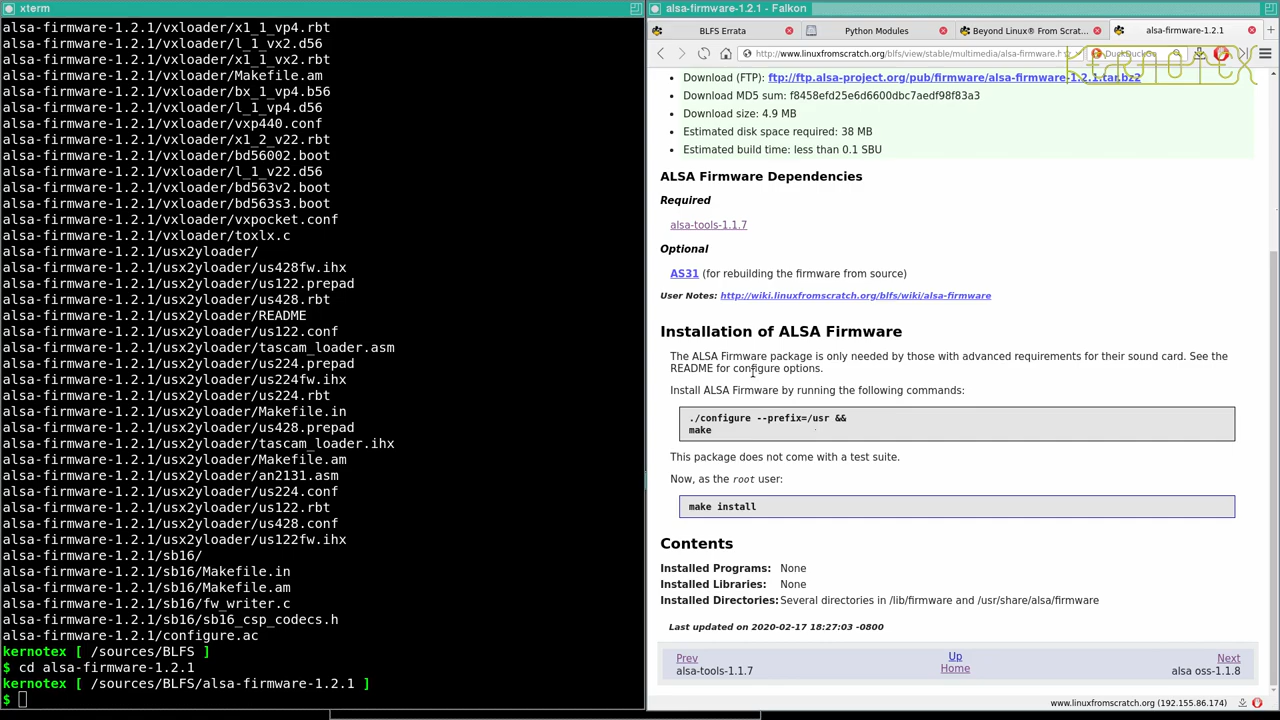 xterm
alsa-firmware-1.2.1/vxloader/x1_1_vp4.rbt
alsa-firmware-1.2.1/vxloader/l_1_vx2.d56
alsa-firmware-1.2.1/vxloader/x1_1_vx2.rbt
alsa-firmware-1.2.1/vxloader/Makefile.am
alsa-firmware-1.2.1/vxloader/bx_1_vp4.b56
alsa-firmware-1.2.1/vxloader/l_1_vp4.d56
alsa-firmware-1.2.1/vxloader/vxp440.conf
alsa-firmware-1.2.1/vxloader/x1_2_v22.rbt
alsa-firmware-1.2.1/vxloader/bd56002.boot
alsa-firmware-1.2.1/vxloader/l_1_v22.d56
alsa-firmware-1.2.1/vxloader/bd563v2.boot
alsa-firmware-1.2.1/vxloader/bd563s3.boot
alsa-firmware-1.2.1/vxloader/vxpocket.conf
alsa-firmware-1.2.1/vxloader/toxlx.c
alsa-firmware-1.2.1/usx2yloader/
alsa-firmware-1.2.1/usx2yloader/us428fw.ihx
alsa-firmware-1.2.1/usx2yloader/us122.prepad
alsa-firmware-1.2.1/usx2yloader/us428.rbt
alsa-firmware-1.2.1/usx2yloader/README
alsa-firmware-1.2.1/usx2yloader/us122.conf
alsa-firmware-1.2.1/usx2yloader/tascam_loader.asm
alsa-firmware-1.2.1/usx2yloader/us224.prepad
alsa-firmware-1.2.1/usx2yloader/us224fw.ihx
alsa-firmware-1.2.1/usx2yloader/us224.rbt
alsa-firmware-1.2.1/usx2yloader/Makefile.in
alsa-firmware-1.2.1/usx2yloader/us428.prepad
alsa-firmware-1.2.1/usx2yloader/tascam_loader.ihx
alsa-firmware-1.2.1/usx2yloader/Makefile.am
alsa-firmware-1.2.1/usx2yloader/an2131.asm
alsa-firmware-1.2.1/usx2yloader/us224.conf
alsa-firmware-1.2.1/usx2yloader/us122.rbt
alsa-firmware-1.2.1/usx2yloader/us428.conf
alsa-firmware-1.2.1/usx2yloader/us122fw.ihx
alsa-firmware-1.2.1/sb16/
alsa-firmware-1.2.1/sb16/Makefile.in
alsa-firmware-1.2.1/sb16/Makefile.am
alsa-firmware-1.2.1/sb16/fw_writer.c
alsa-firmware-1.2.1/sb16/sb16_csp_codecs.h
alsa-firmware-1.2.1/configure.ac
kernotex [ /sources/BLFS ]
$ cd alsa-firmware-1.2.1
kernotex [ /sources/BLFS/alsa-firmware-1.2.1 ]
$
alsa-firmware-1.2.1 - Falkon
BLFS Errata
Python Modules
Beyond Linux® From Scrat...
alsa-firmware-1.2.1
http://www.linuxfromscratch.org/blfs/view/stable/multimedia/alsa-firmware.h
DuckDuckGo
KERNOTEX
Download (FTP): ftp://ftp.alsa-project.org/pub/firmware/alsa-firmware-1.2.1.tar.bz2
Download MD5 sum: f8458efd25e6d6600dbc7aedf98f83a3
Download size: 4.9 MB
Estimated disk space required: 38 MB
Estimated build time: less than 0.1 SBU
ALSA Firmware Dependencies
Required
alsa-tools-1.1.7
Optional
AS31 (for rebuilding the firmware from source)
User Notes: http://wiki.linuxfromscratch.org/blfs/wiki/alsa-firmware
Installation of ALSA Firmware
The ALSA Firmware package is only needed by those with advanced requirements for their sound card. See the
README for configure options.
Install ALSA Firmware by running the following commands:
./configure --prefix=/usr &&
make
This package does not come with a test suite.
Now, as the root user:
make install
Contents
Installed Programs: None
Installed Libraries: None
Installed Directories: Several directories in /lib/firmware and /usr/share/alsa/firmware
Last updated on 2020-02-17 18:27:03 -0800
Prev Up Next
alsa-tools-1.1.7 Home alsa oss-1.1.8
www.linuxfromscratch.org (192.155.86.174)